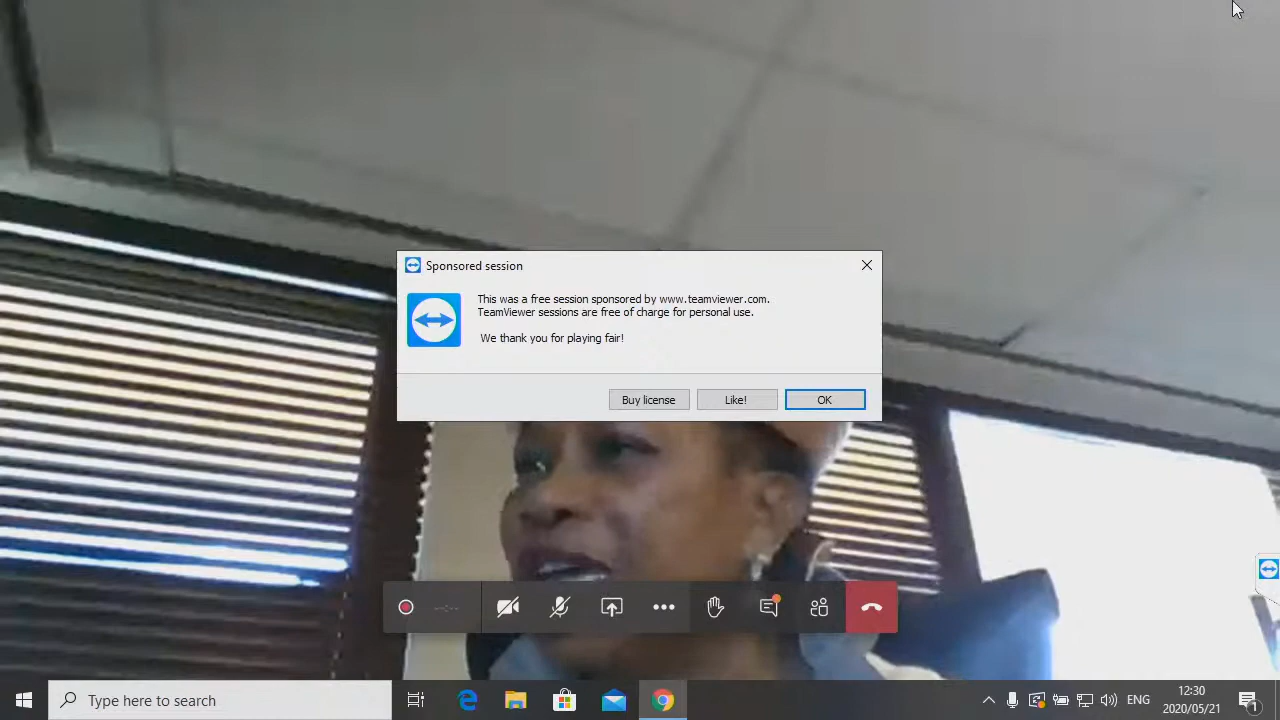 Sponsored session
This was a free session sponsored by www.teamviewer.com.
TeamViewer sessions are free of charge for personal use.
We thank you for playing fair!
Buy license
Like!
OK
--:--
Type here to search
ENG
12:30
2020/05/21
1